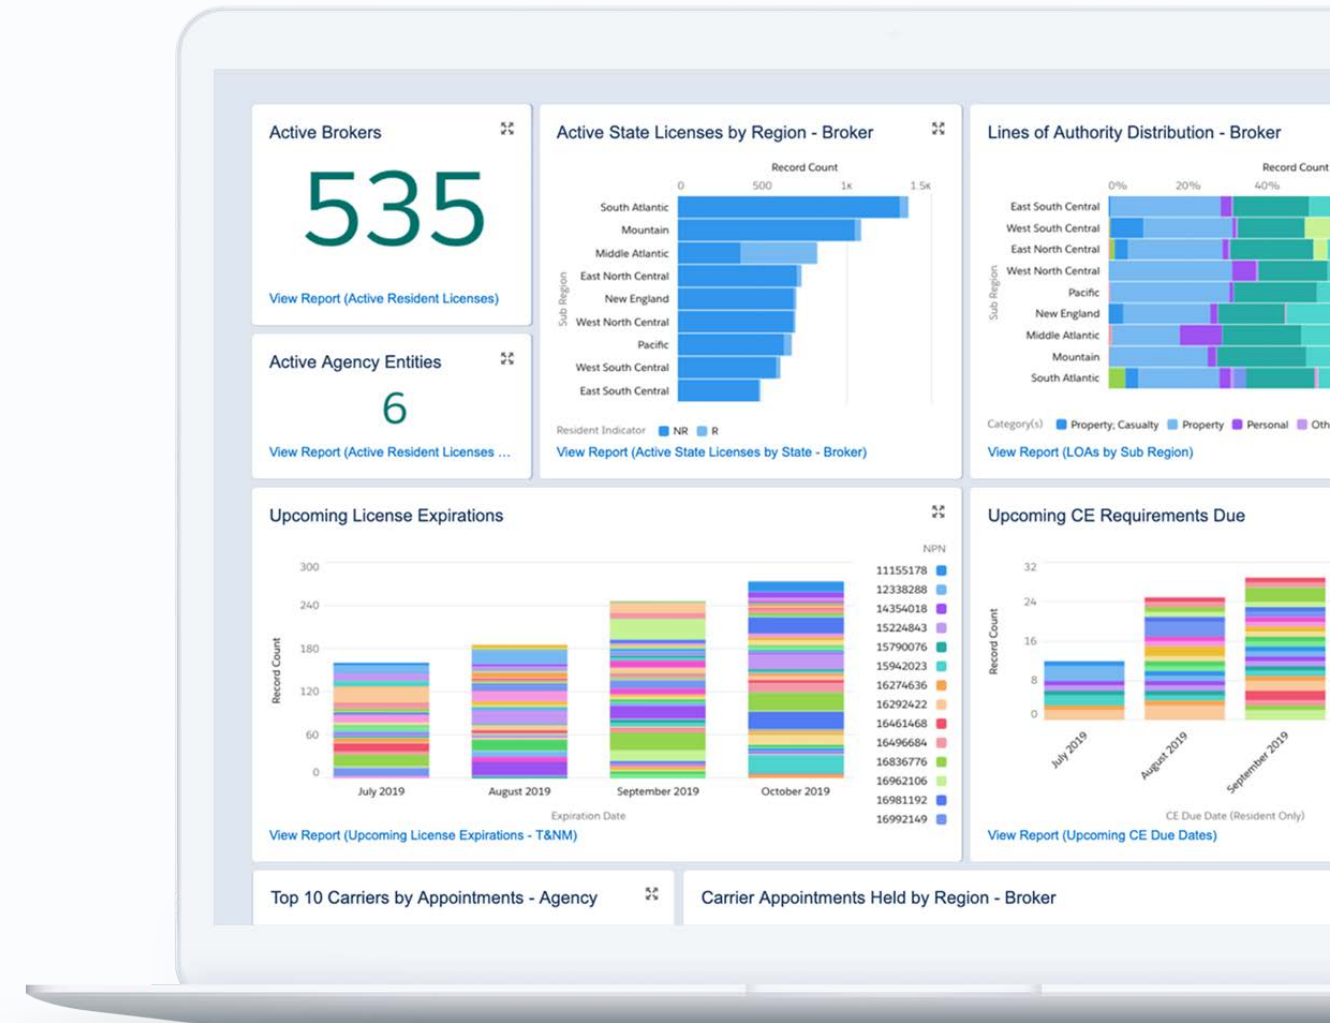 Active Brokers
535
View Report (Active Resident Licenses)
Active Agency Entities
6
View Report (Active Resident Licenses ...
Active State Licenses by Region - Broker
Record Count
0 500 1k 1.5k
Sub Region
South Atlantic
Mountain
Middle Atlantic
East North Central
New England
West North Central
Pacific
West South Central
East South Central
Resident Indicator NR R
View Report (Active State Licenses by State - Broker)
Lines of Authority Distribution - Broker
Record Count
0% 20% 40%
Sub Region
East South Central
West South Central
East North Central
West North Central
Pacific
New England
Middle Atlantic
Mountain
South Atlantic
Category(s) Property; Casualty Property Personal Oth
View Report (LOAs by Sub Region)
Upcoming License Expirations
Record Count
300
240
180
120
60
0
July 2019 August 2019 September 2019 October 2019
Expiration Date
NPN
11155178
12338288
14354018
15224843
15790076
15942023
16274636
16292422
16461468
16496684
16836776
16962106
16981192
16992149
View Report (Upcoming License Expirations - T&NM)
Upcoming CE Requirements Due
Record Count
32
24
16
8
0
July 2019 August 2019 September 2019
CE Due Date (Resident Only)
View Report (Upcoming CE Due Dates)
Top 10 Carriers by Appointments - Agency
Carrier Appointments Held by Region - Broker